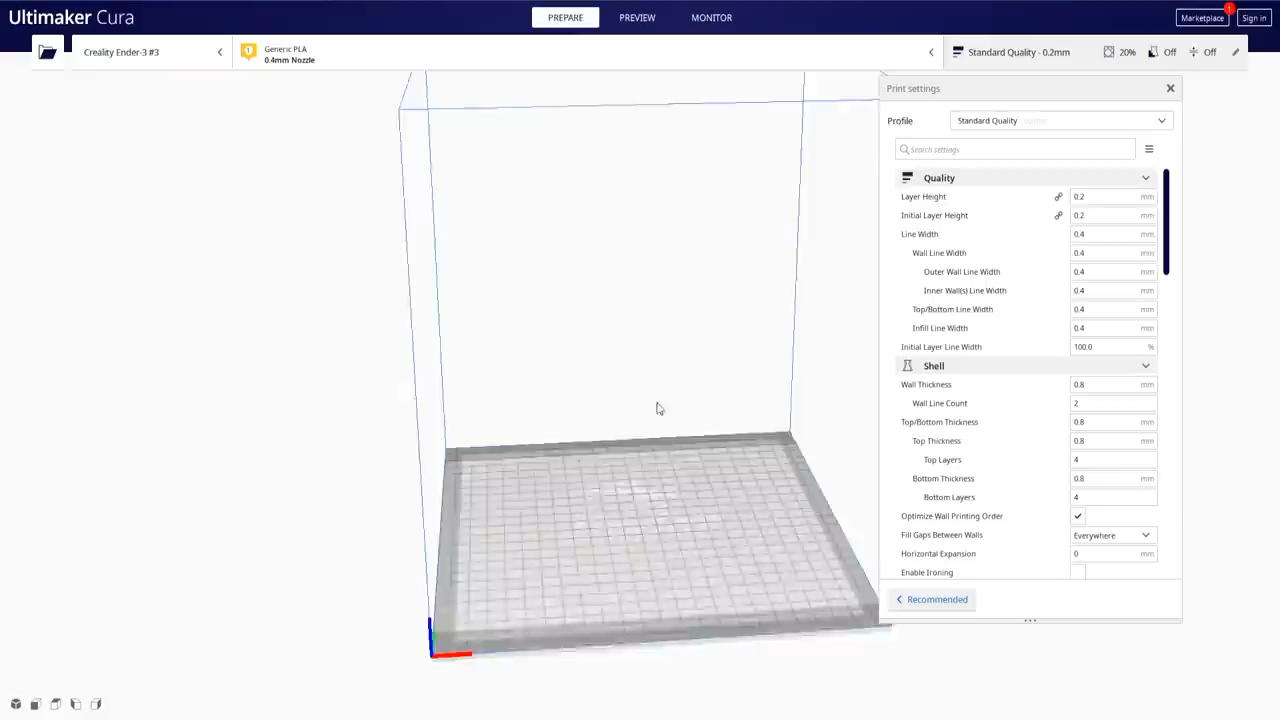 Ultimaker Cura
PREPARE
PREVIEW
MONITOR
Marketplace
1
Sign in
Creality Ender-3 #3
1
Generic PLA
0.4mm Nozzle
Standard Quality - 0.2mm
20%
Off
Off
Print settings
Profile
Standard Quality
Search settings
Quality
Layer Height 0.2 mm
Initial Layer Height 0.2 mm
Line Width 0.4 mm
Wall Line Width 0.4 mm
Outer Wall Line Width 0.4 mm
Inner Wall(s) Line Width 0.4 mm
Top/Bottom Line Width 0.4 mm
Infill Line Width 0.4 mm
Initial Layer Line Width 100.0 %
Shell
Wall Thickness 0.8 mm
Wall Line Count 2
Top/Bottom Thickness 0.8 mm
Top Thickness 0.8 mm
Top Layers 4
Bottom Thickness 0.8 mm
Bottom Layers 4
Optimize Wall Printing Order
Fill Gaps Between Walls Everywhere
Horizontal Expansion 0 mm
Enable Ironing
Recommended